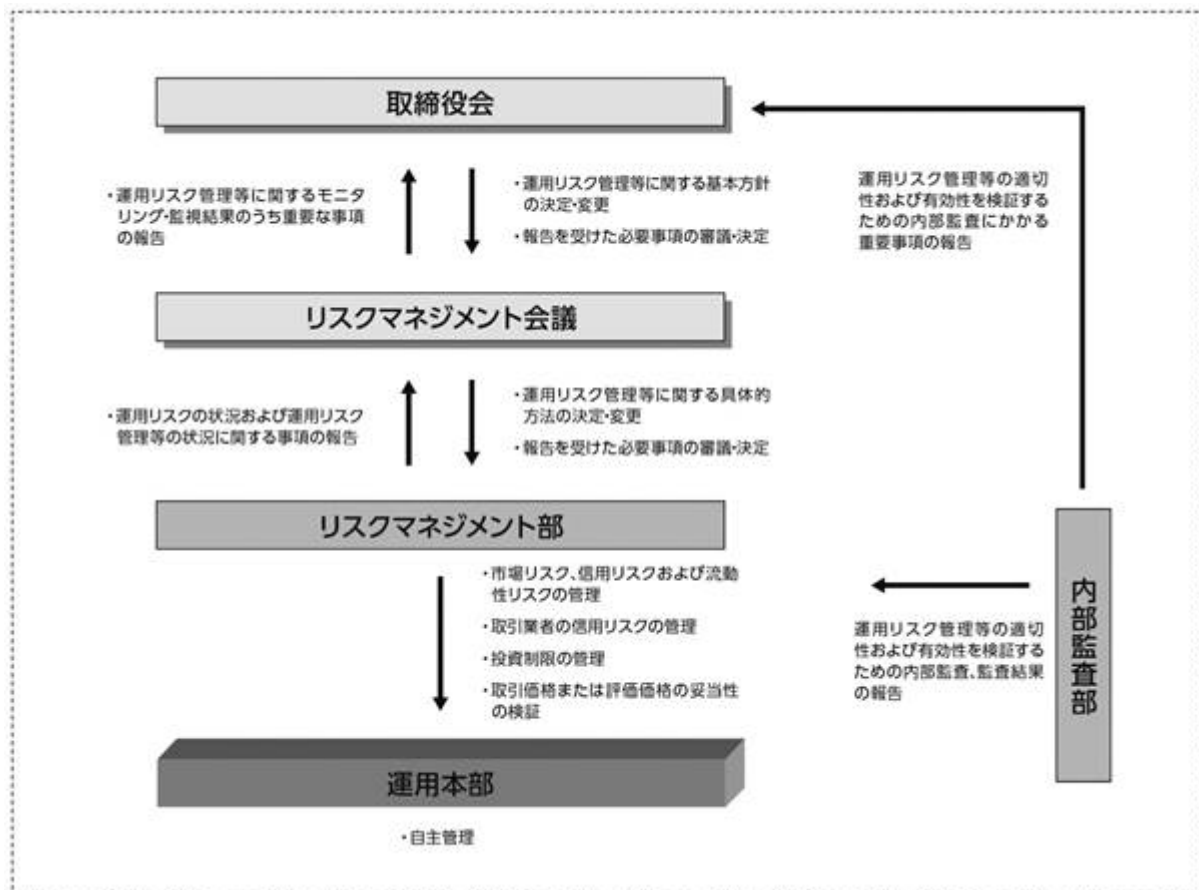 取締役会
・運用リスク管理等に関するモニタ
リング・監視結果のうち重要な事項
の報告
・運用リスク管理等に関する基本方針
の決定・変更
・報告を受けた必要事項の審議・決定
運用リスク管理等の適切
性および有効性を検証する
ための内部監査にかかる
重要事項の報告
リスクマネジメント会議
・運用リスクの状況および運用リスク
管理等の状況に関する事項の報告
・運用リスク管理等に関する具体的
方法の決定・変更
・報告を受けた必要事項の審議・決定
リスクマネジメント部
・市場リスク、信用リスクおよび流動
性リスクの管理
・取引業者の信用リスクの管理
・投資制限の管理
・取引価格または評価価格の妥当性
の検証
運用リスク管理等の適切
性および有効性を検証する
ための内部監査、監査結果
の報告
内部監査部
運用本部
・自主管理